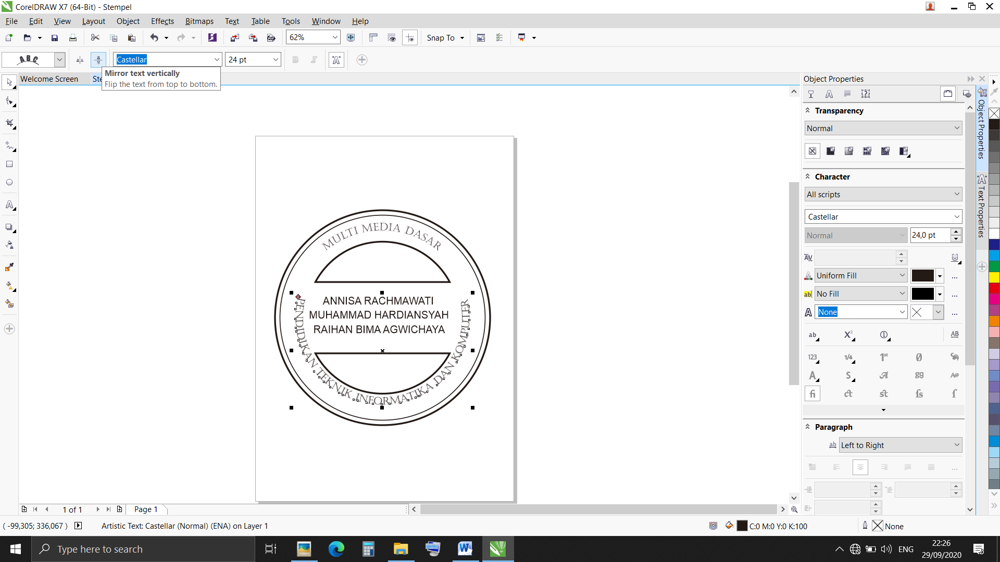 CorelDRAW X7 (64-Bit) - Stempel
File Edit View Layout Object Effects Bitmaps Text Table Tools Window Help
62% Snap To
ABC Castellar 24 pt
Mirror text vertically
Flip the text from top to bottom.
Welcome Screen
MULTI MEDIA DASAR
ANNISA RACHMAWATI
MUHAMMAD HARDIANSYAH
RAIHAN BIMA AGWICHAYA
PENDIDIKAN TEKNIK INFORMATIKA DAN KOMPUTER
Object Properties
Transparency
Normal
Character
All scripts
Castellar
Normal 24,0 pt
Uniform Fill
No Fill
None
Paragraph
Left to Right
Object Properties
Text Properties
1 of 1 Page 1
( -99,305; 336,067 ) Artistic Text: Castellar (Normal) (ENA) on Layer 1 C:0 M:0 Y:0 K:100 None
Type here to search
ENG
22:26
29/09/2020